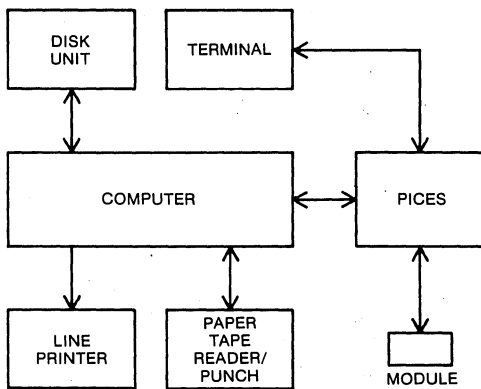 DISK
UNIT
TERMINAL
COMPUTER
PICES
LINE
PRINTER
PAPER
TAPE
READER/
PUNCH
MODULE